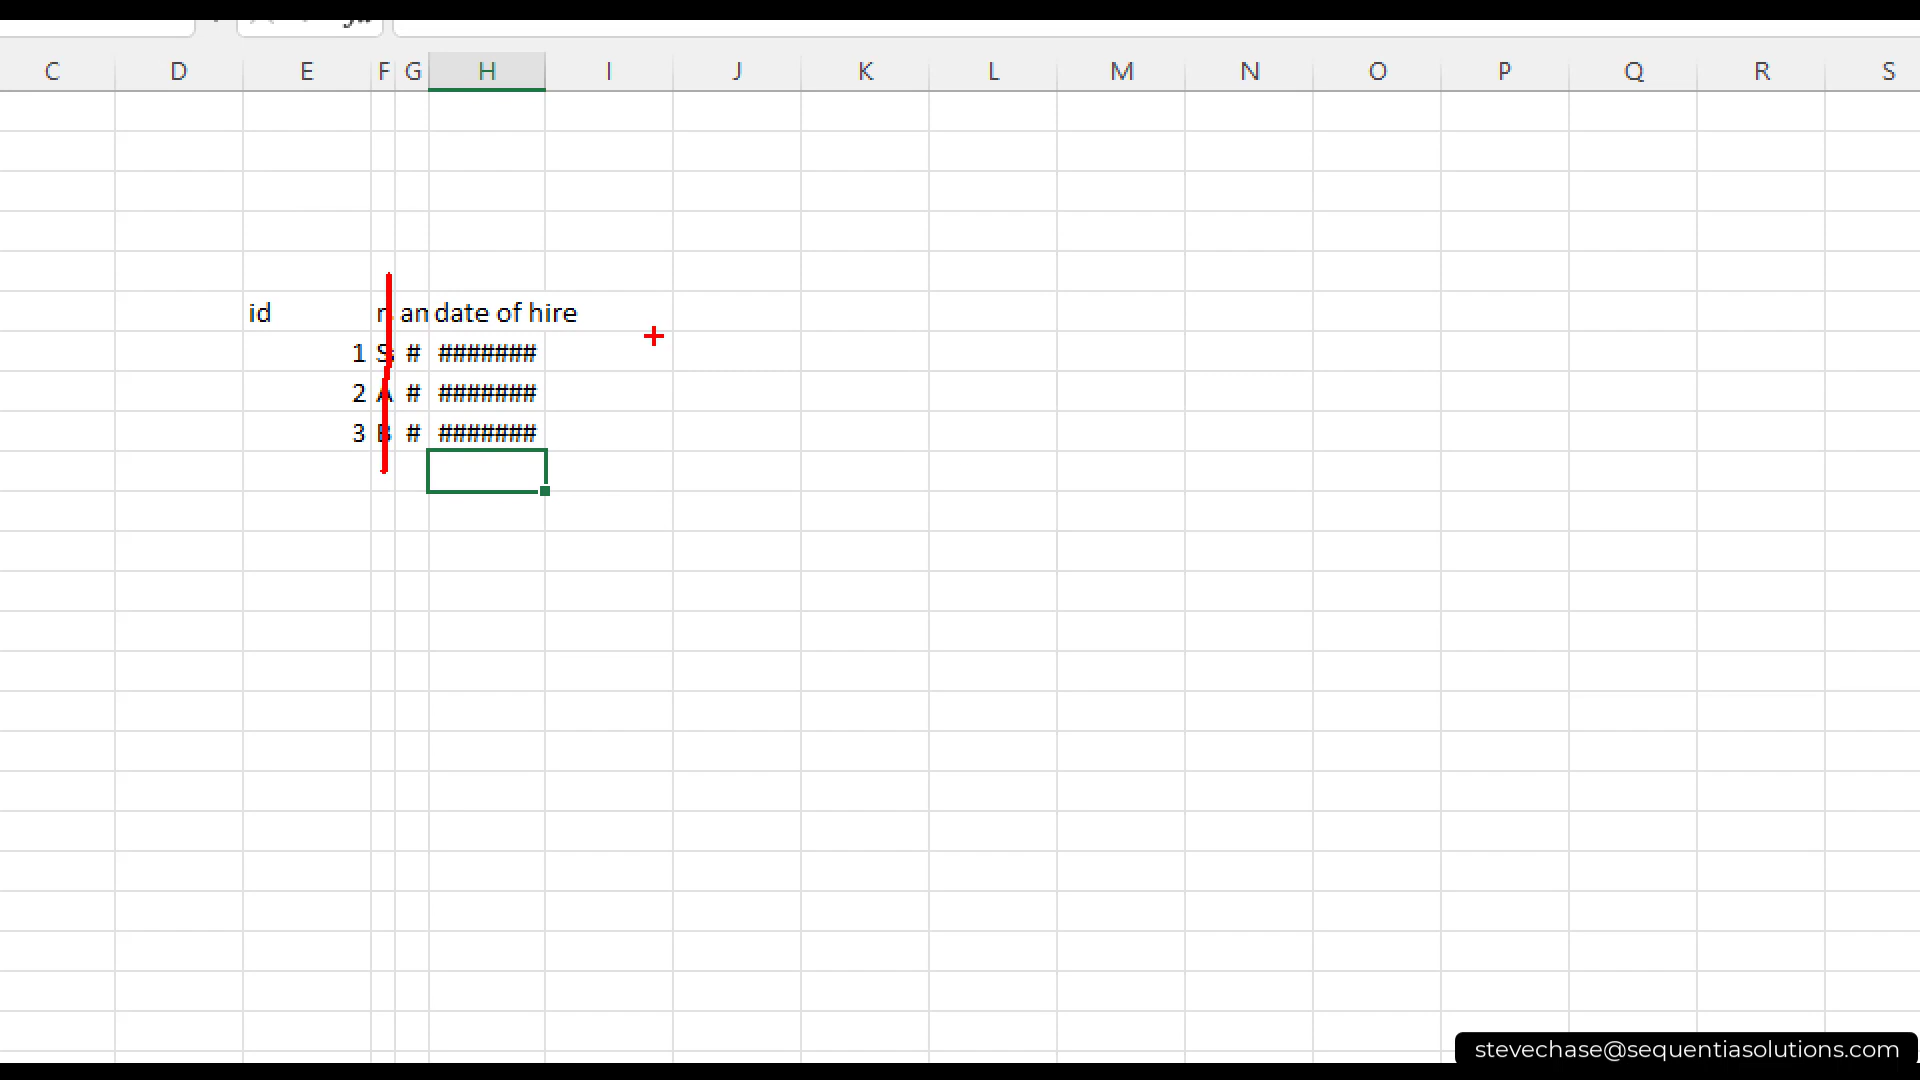 C D E F G H I J K L M N O P Q R S
id an date of hire
1 S # #######
2 A # #######
3 B # #######
stevechase@sequentiasolutions.com